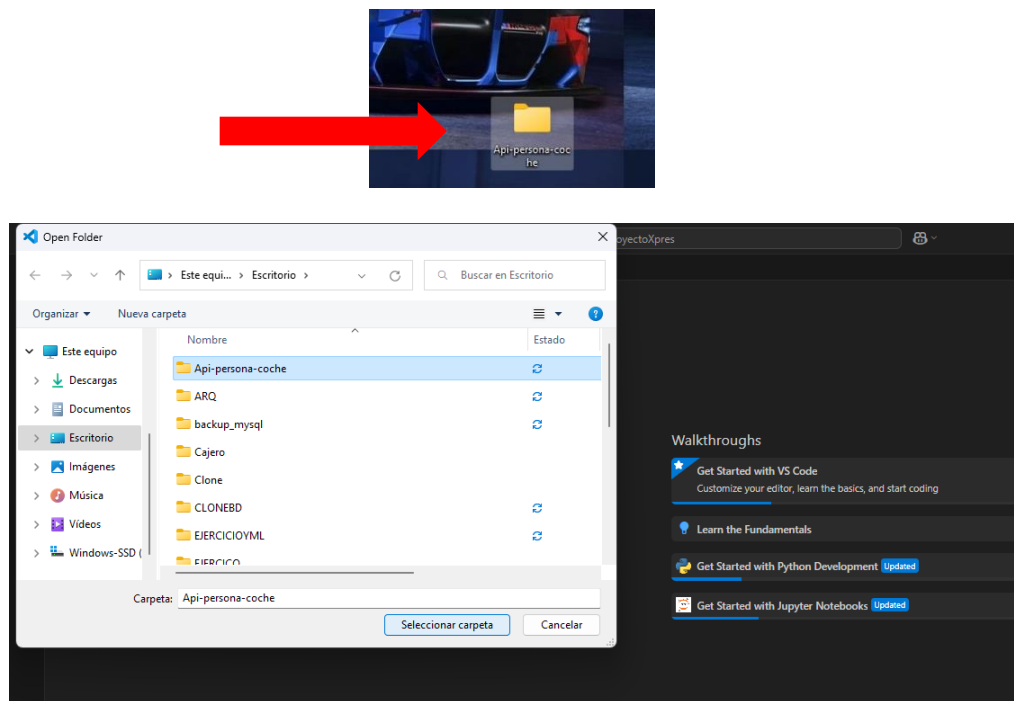 Api-persona-coc
he
Open Folder
oyectoXpres
Este equi... > Escritorio >
Buscar en Escritorio
Organizar
Nueva carpeta
Nombre
Estado
Este equipo
Descargas
Documentos
Escritorio
Imágenes
Música
Vídeos
Windows-SSD (
Api-persona-coche
ARQ
backup_mysql
Cajero
Clone
CLONEBD
EJERCICIOYML
EJERCICO
Carpeta: Api-persona-coche
Seleccionar carpeta
Cancelar
Walkthroughs
Get Started with VS Code
Customize your editor, learn the basics, and start coding
Learn the Fundamentals
Get Started with Python Development Updated
Get Started with Jupyter Notebooks Updated